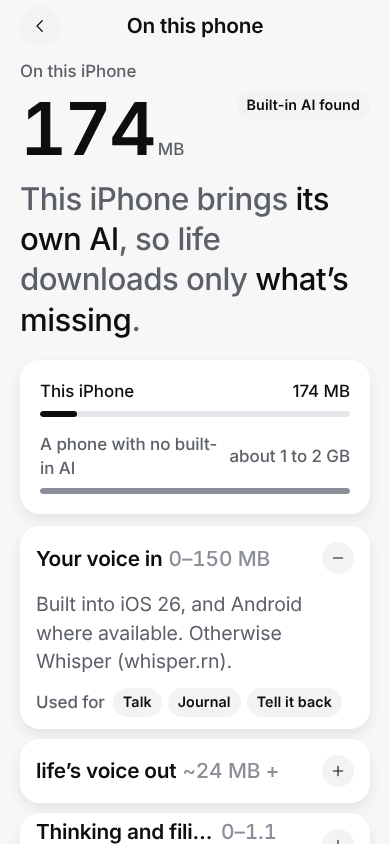 On this phone
On this iPhone
Built-in AI found
174 MB
This iPhone brings its
own AI, so life
downloads only what’s
missing.
This iPhone 174 MB
A phone with no built-
in AI
about 1 to 2 GB
Your voice in 0–150 MB
Built into iOS 26, and Android
where available. Otherwise
Whisper (whisper.rn).
Used for Talk Journal Tell it back
life’s voice out ~24 MB +
Thinking and fili... 0–1.1